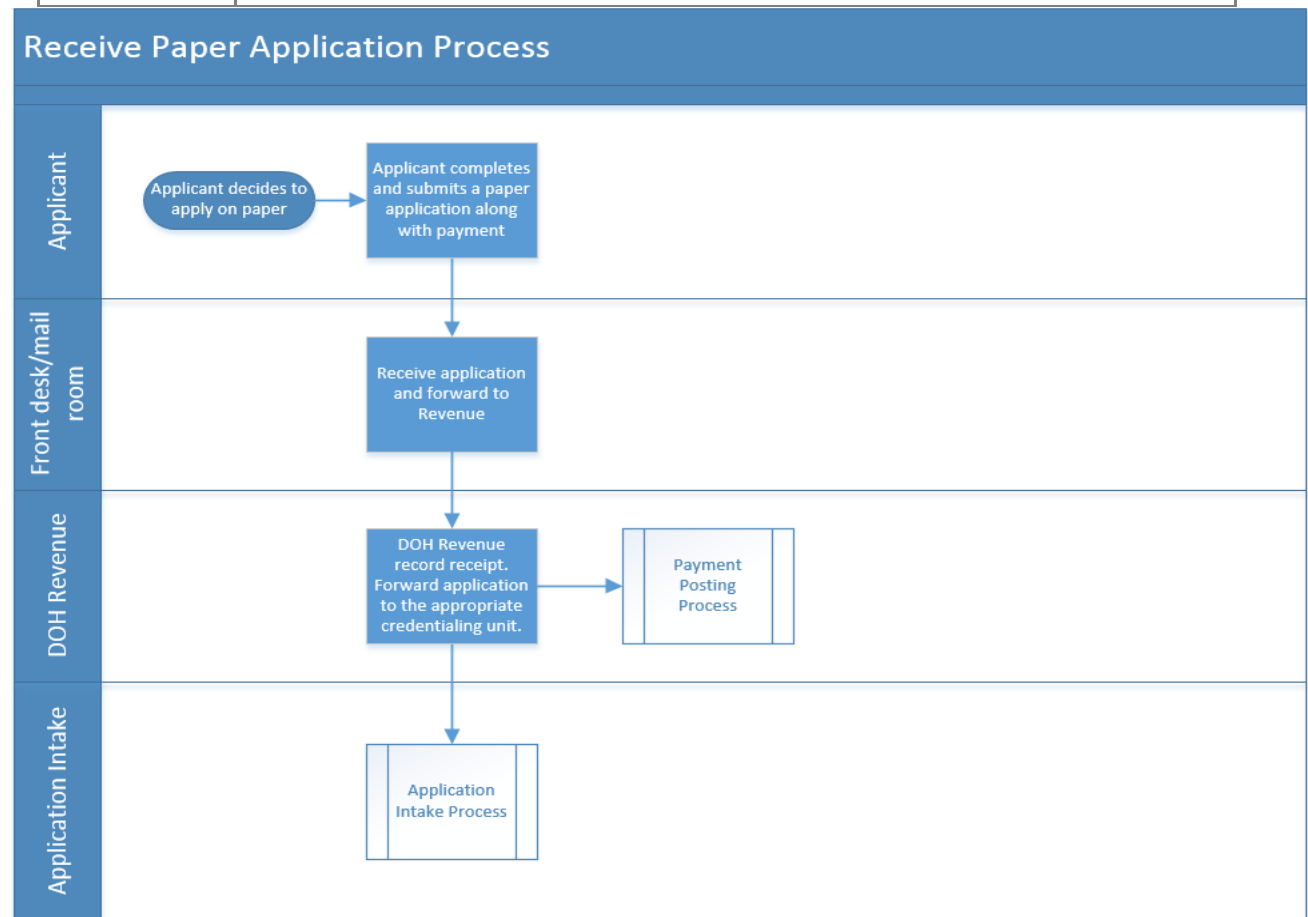 Receive Paper Application Process
Applicant
Applicant decides to
apply on paper
Applicant completes
and submits a paper
application along
with payment
Front desk/mail
room
Receive application
and forward to
Revenue
DOH Revenue
DOH Revenue
record receipt.
Forward application
to the appropriate
credentialing unit.
Payment
Posting
Process
Application Intake
Application
Intake Process